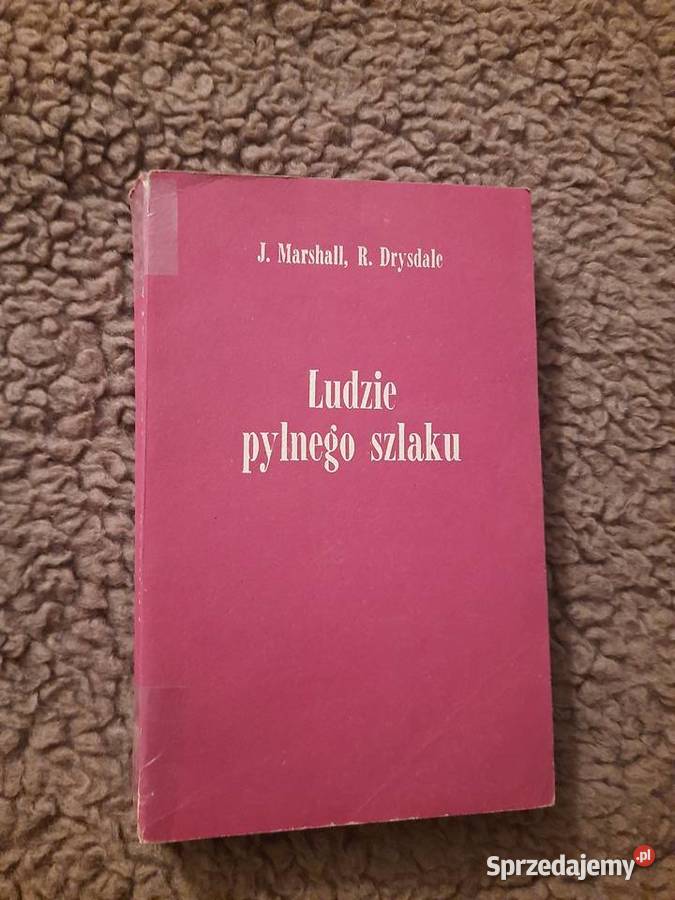 J. Marshall, R. Drysdale
Ludzie
pylnego szlaku
Sprzedajemy.pl